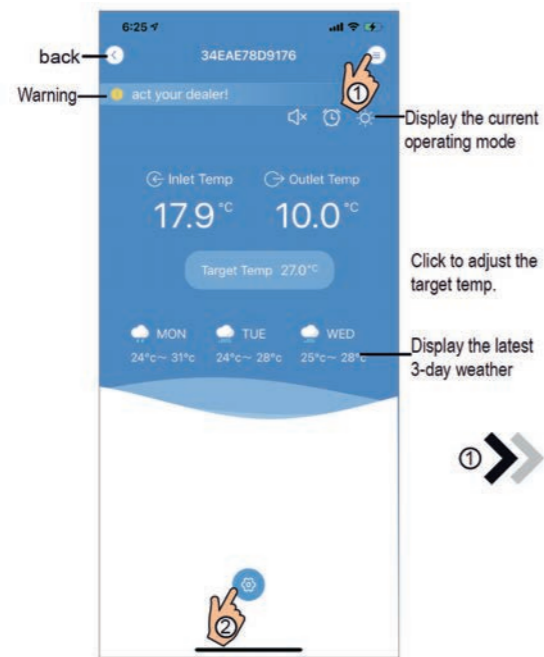 6:25
back
34EAE78D9176
Warning
act your dealer!
①
Display the current
operating mode
Inlet Temp
Outlet Temp
17.9°C
10.0°C
Target Temp 27.0°C
Click to adjust the
target temp.
MON
TUE
WED
24°c~ 31°c
24°c~ 28°c
25°c~ 28°c
Display the latest
3-day weather
①
②